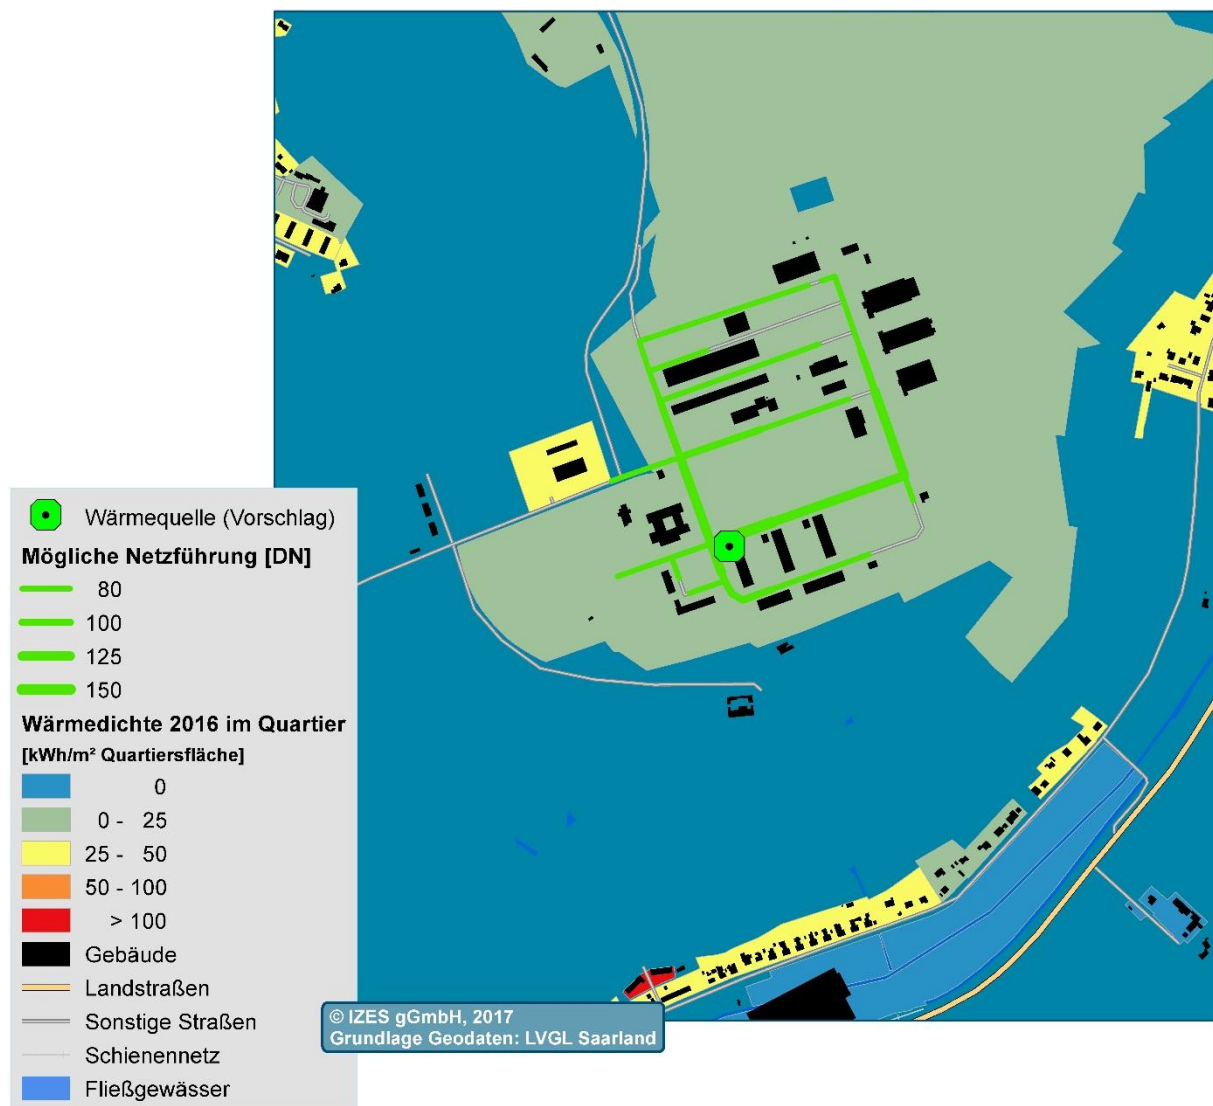 Wärmequelle (Vorschlag)
Mögliche Netzführung [DN]
80
100
125
150
Wärmedichte 2016 im Quartier
[kWh/m² Quartiersfläche]
0
0 - 25
25 - 50
50 - 100
> 100
Gebäude
Landstraßen
Sonstige Straßen
Schienennetz
Fließgewässer
© IZES gGmbH, 2017
Grundlage Geodaten: LVGL Saarland